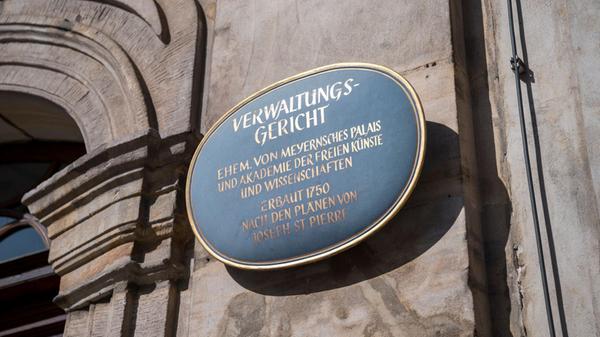 VERWALTUNGS-
GERICHT
EHEM. VON MEYERNSCHES PALAIS
UND AKADEMIE DER FREIEN KÜNSTE
UND WISSENSCHAFTEN
ERBAUT 1750
NACH DEN PLÄNEN VON
JOSEPH ST PIERRE